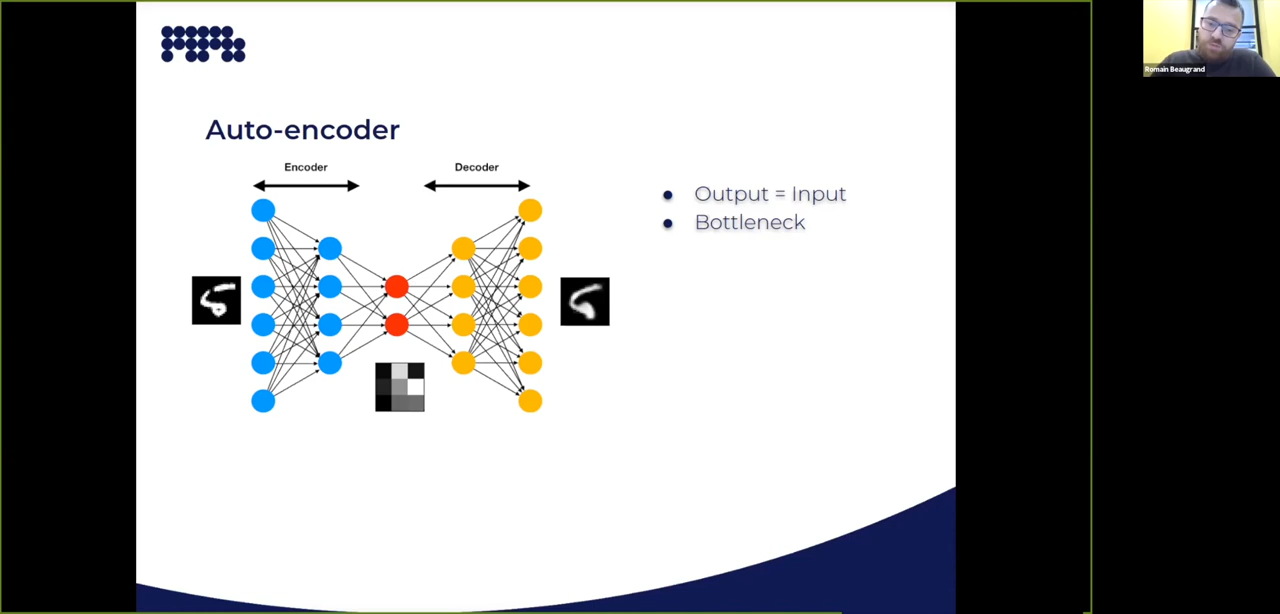 Romain Beaugrand
Auto-encoder
Encoder
Decoder
Output = Input
Bottleneck